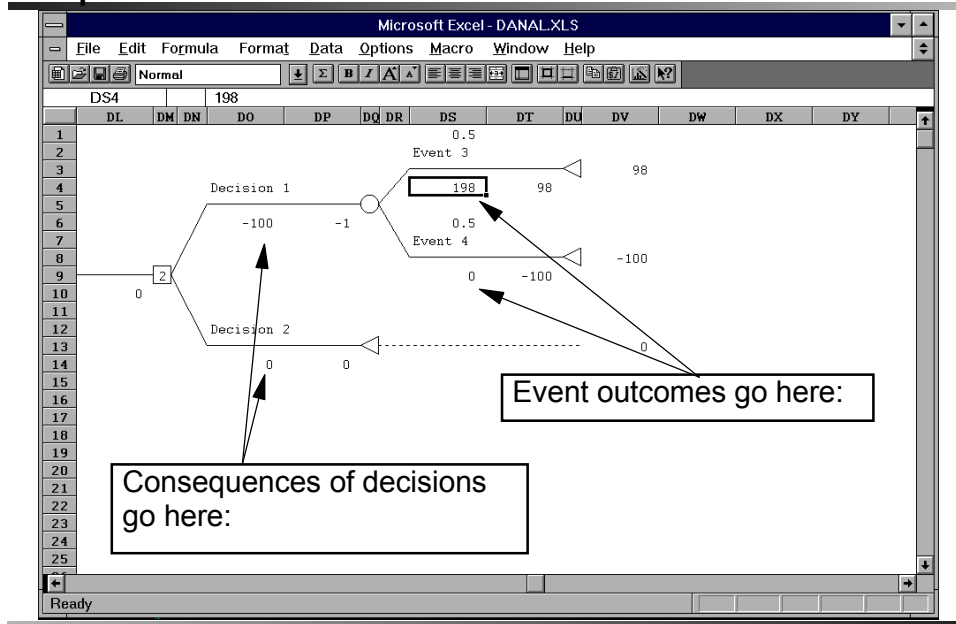 Microsoft Excel - DANAL.XLS
File Edit Formula Format Data Options Macro Window Help
Normal
DS4 198
DL DM DN DO DP DQ DR DS DT DU DV DW DX DY
1 0.5
2 Event 3
3 98
4 Decision 1 198 98
5
6 -100 -1 0.5
7 Event 4
8 -100
9 2 0 -100
10 0
11
12 Decision 2
13 0
14 0 0
15
16
17
18
19
20
21
22
23
24
25
Event outcomes go here:
Consequences of decisions
go here:
Ready